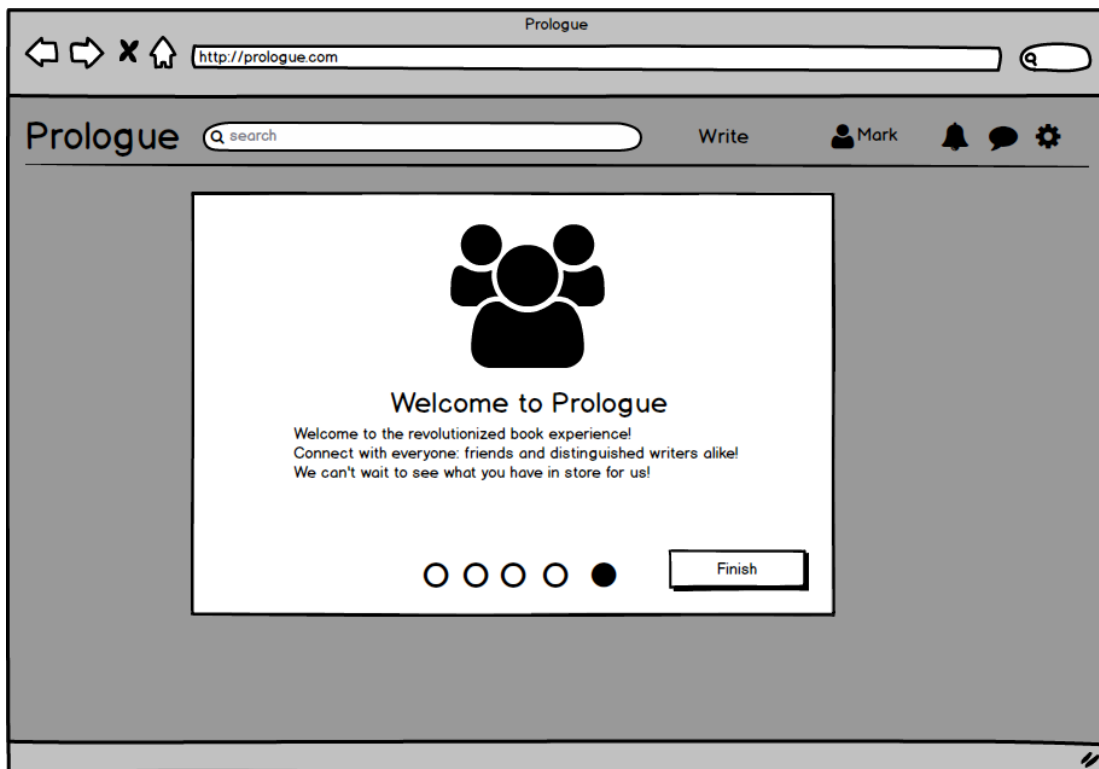 Prologue
http://prologue.com
Prologue
search
Write
Mark
Welcome to Prologue
Welcome to the revolutionized book experience!
Connect with everyone: friends and distinguished writers alike!
We can't wait to see what you have in store for us!
Finish